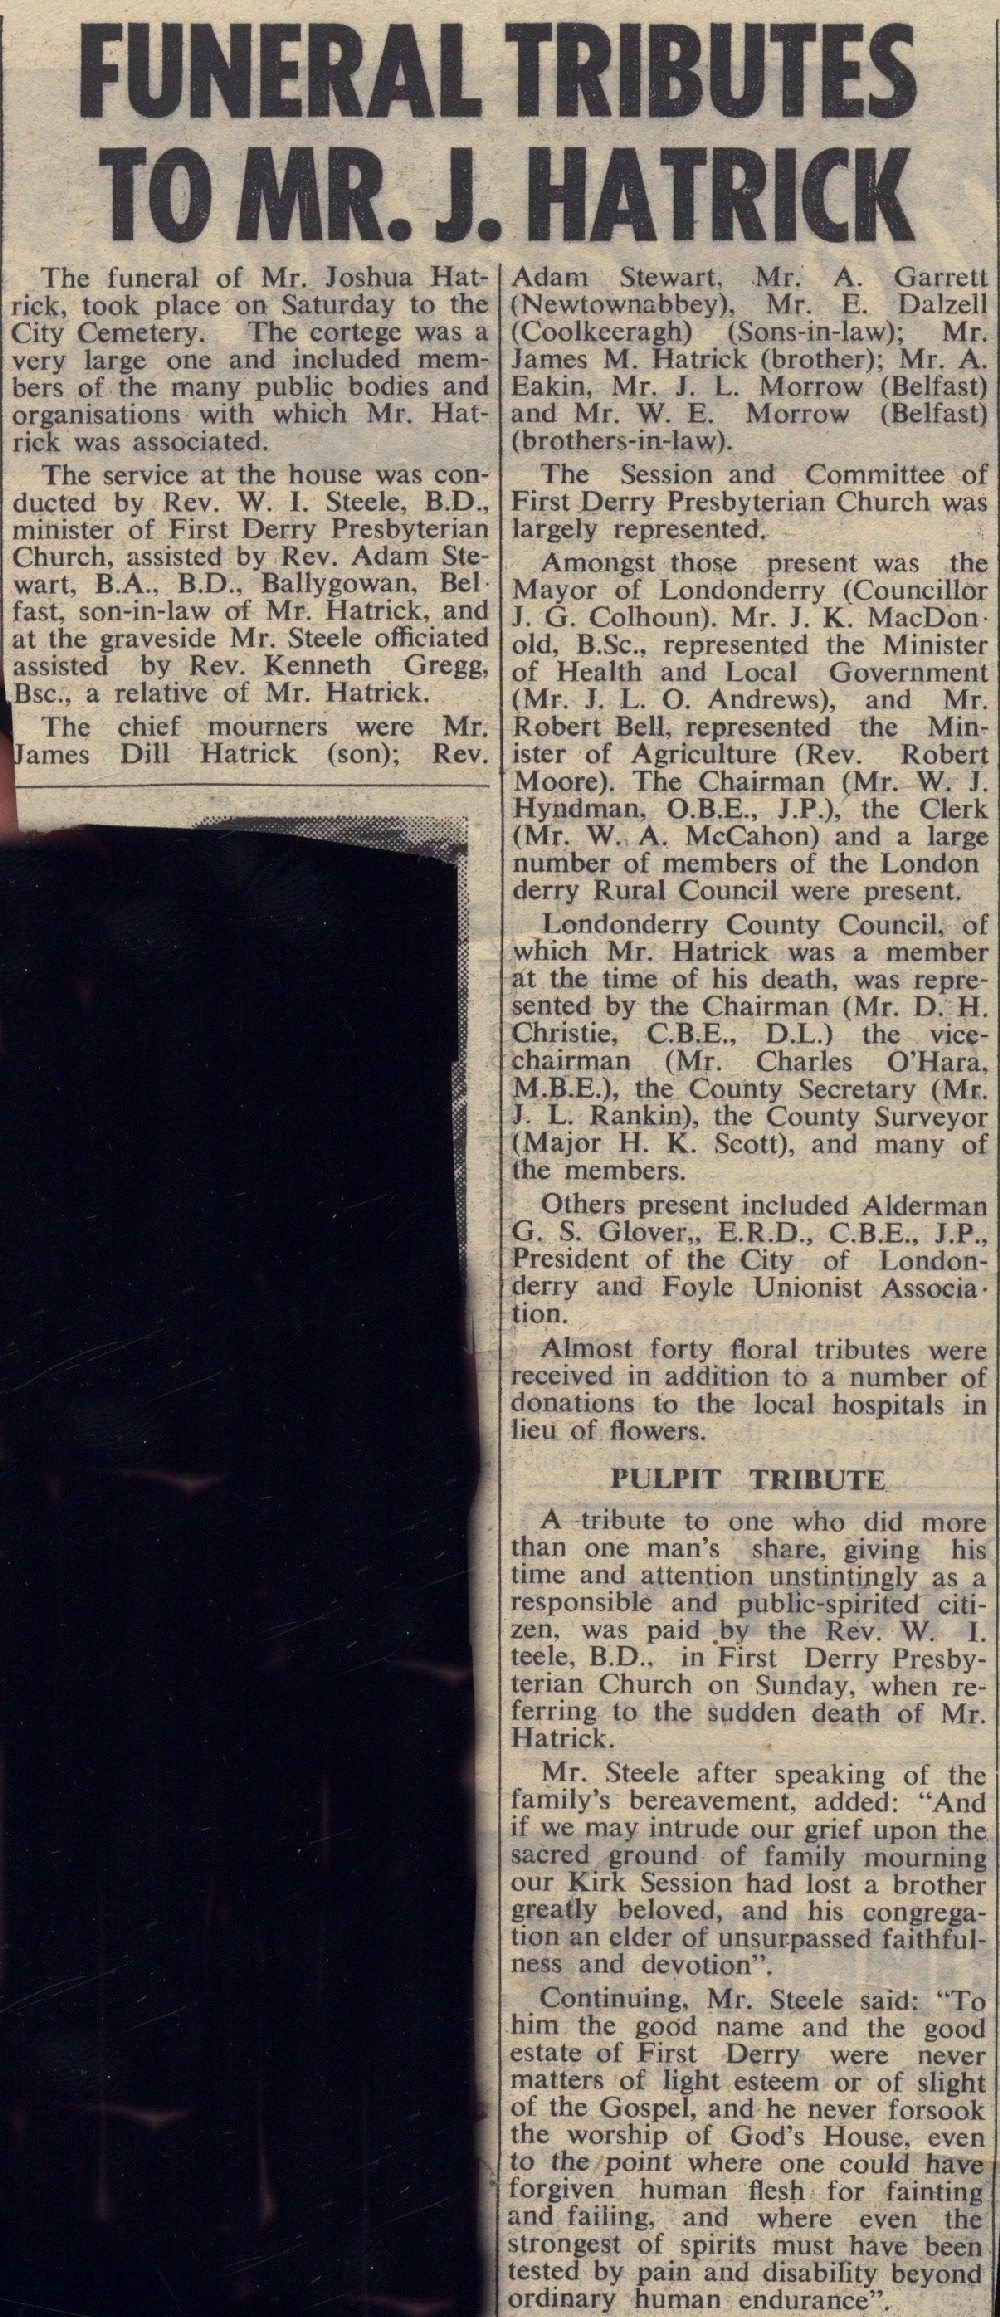 FUNERAL TRIBUTES
TO MR. J. HATRICK
The funeral of Mr. Joshua Hat-
rick, took place on Saturday to the
City Cemetery. The cortege was a
very large one and included mem-
bers of the many public bodies and
organisations with which Mr. Hat-
rick was associated.
The service at the house was con-
ducted by Rev. W. I. Steele, B.D.,
minister of First Derry Presbyterian
Church, assisted by Rev. Adam Ste-
wart, B.A., B.D., Ballygowan, Bel-
fast, son-in-law of Mr. Hatrick, and
at the graveside Mr. Steele officiated
assisted by Rev. Kenneth Gregg,
Bsc., a relative of Mr. Hatrick.
The chief mourners were Mr.
James Dill Hatrick (son); Rev.
Adam Stewart, Mr. A. Garrett
(Newtownabbey), Mr. E. Dalzell
(Coolkeeragh) (Sons-in-law); Mr.
James M. Hatrick (brother); Mr. A.
Eakin, Mr. J. L. Morrow (Belfast)
and Mr. W. E. Morrow (Belfast)
(brothers-in-law).
The Session and Committee of
First Derry Presbyterian Church was
largely represented.
Amongst those present was the
Mayor of Londonderry (Councillor
J. G. Colhoun). Mr. J. K. MacDon-
old, B.Sc., represented the Minister
of Health and Local Government
(Mr. J. L. O. Andrews), and Mr.
Robert Bell, represented the Min-
ister of Agriculture (Rev. Robert
Moore). The Chairman (Mr. W. J.
Hyndman, O.B.E., J.P.), the Clerk
(Mr. W. A. McCahon) and a large
number of members of the London
derry Rural Council were present.
Londonderry County Council, of
which Mr. Hatrick was a member
at the time of his death, was repre-
sented by the Chairman (Mr. D. H.
Christie, C.B.E., D.L.) the vice-
chairman (Mr. Charles O'Hara,
M.B.E.), the County Secretary (Mr.
J. L. Rankin), the County Surveyor
(Major H. K. Scott), and many of
the members.
Others present included Alderman
G. S. Glover,, E.R.D., C.B.E., J.P.,
President of the City of London-
derry and Foyle Unionist Associa-
tion.
Almost forty floral tributes were
received in addition to a number of
donations to the local hospitals in
lieu of flowers.
PULPIT TRIBUTE
A tribute to one who did more
than one man's share, giving his
time and attention unstintingly as a
responsible and public-spirited citi-
zen, was paid by the Rev. W. I.
teele, B.D., in First Derry Presby-
terian Church on Sunday, when re-
ferring to the sudden death of Mr.
Hatrick.
Mr. Steele after speaking of the
family's bereavement, added: "And
if we may intrude our grief upon the
sacred ground of family mourning
our Kirk Session had lost a brother
greatly beloved, and his congrega-
tion an elder of unsurpassed faithful-
ness and devotion".
Continuing, Mr. Steele said: "To
him the good name and the good
estate of First Derry were never
matters of light esteem or of slight
of the Gospel, and he never forsook
the worship of God's House, even
to the point where one could have
forgiven human flesh for fainting
and failing, and where even the
strongest of spirits must have been
tested by pain and disability beyond
ordinary human endurance".